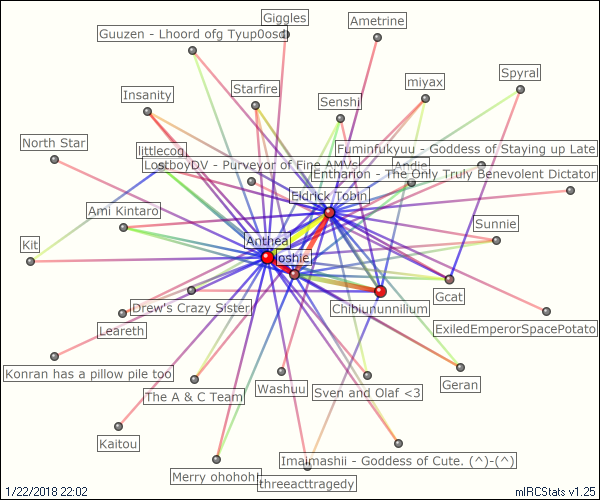 Giggles
Ametrine
Guuzen - Lhoord ofg Tyup0osd
Spyral
miyax
Starfire
Insanity
Senshi
North Star
littlecog
Fuminfukyuu - Goddess of Staying up Late
LostboyDV - Purveyor of Fine AMVs
Andie
Entharion - The Only Truly Benevolent Dictator
Eldrick Tobin
Ami Kintaro
Sunnie
Kit
Anthea
Joshie
Gcat
Drew's Crazy Sister
Chibiununnilium
Leareth
ExiledEmperorSpacePotato
Konran has a pillow pile too
Washuu
Sven and Olaf <3
Geran
The A & C Team
Kaitou
Imaimashii - Goddess of Cute. (^)-(^)
Merry ohohoh!
threeacttragedy
1/22/2018 22:02
mIRCStats v1.25